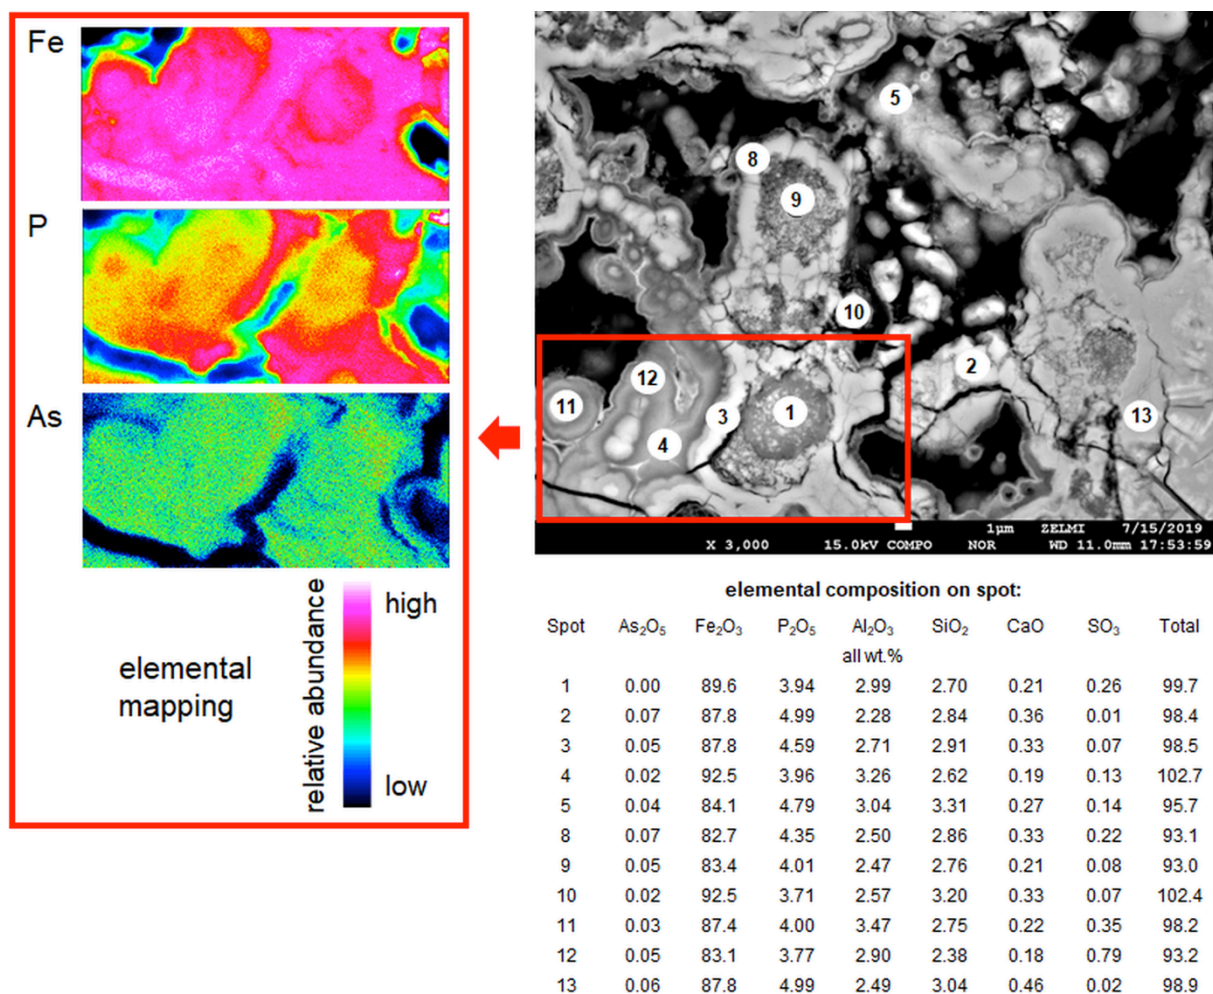 Fe
P
As
elemental
mapping
relative abundance
high
low
5
8
9
10
2
12
11
3
1
4
13
1µm ZELMI 7/15/2019
X 3,000 15.0kV COMPO NOR WD 11.0mm 17:53:59
elemental composition on spot:
Spot As₂O₅ Fe₂O₃ P₂O₅ Al₂O₃ SiO₂ CaO SO₃ Total
all wt.%
1 0.00 89.6 3.94 2.99 2.70 0.21 0.26 99.7
2 0.07 87.8 4.99 2.28 2.84 0.36 0.01 98.4
3 0.05 87.8 4.59 2.71 2.91 0.33 0.07 98.5
4 0.02 92.5 3.96 3.26 2.62 0.19 0.13 102.7
5 0.04 84.1 4.79 3.04 3.31 0.27 0.14 95.7
8 0.07 82.7 4.35 2.50 2.86 0.33 0.22 93.1
9 0.05 83.4 4.01 2.47 2.76 0.21 0.08 93.0
10 0.02 92.5 3.71 2.57 3.20 0.33 0.07 102.4
11 0.03 87.4 4.00 3.47 2.75 0.22 0.35 98.2
12 0.05 83.1 3.77 2.90 2.38 0.18 0.79 93.2
13 0.06 87.8 4.99 2.49 3.04 0.46 0.02 98.9